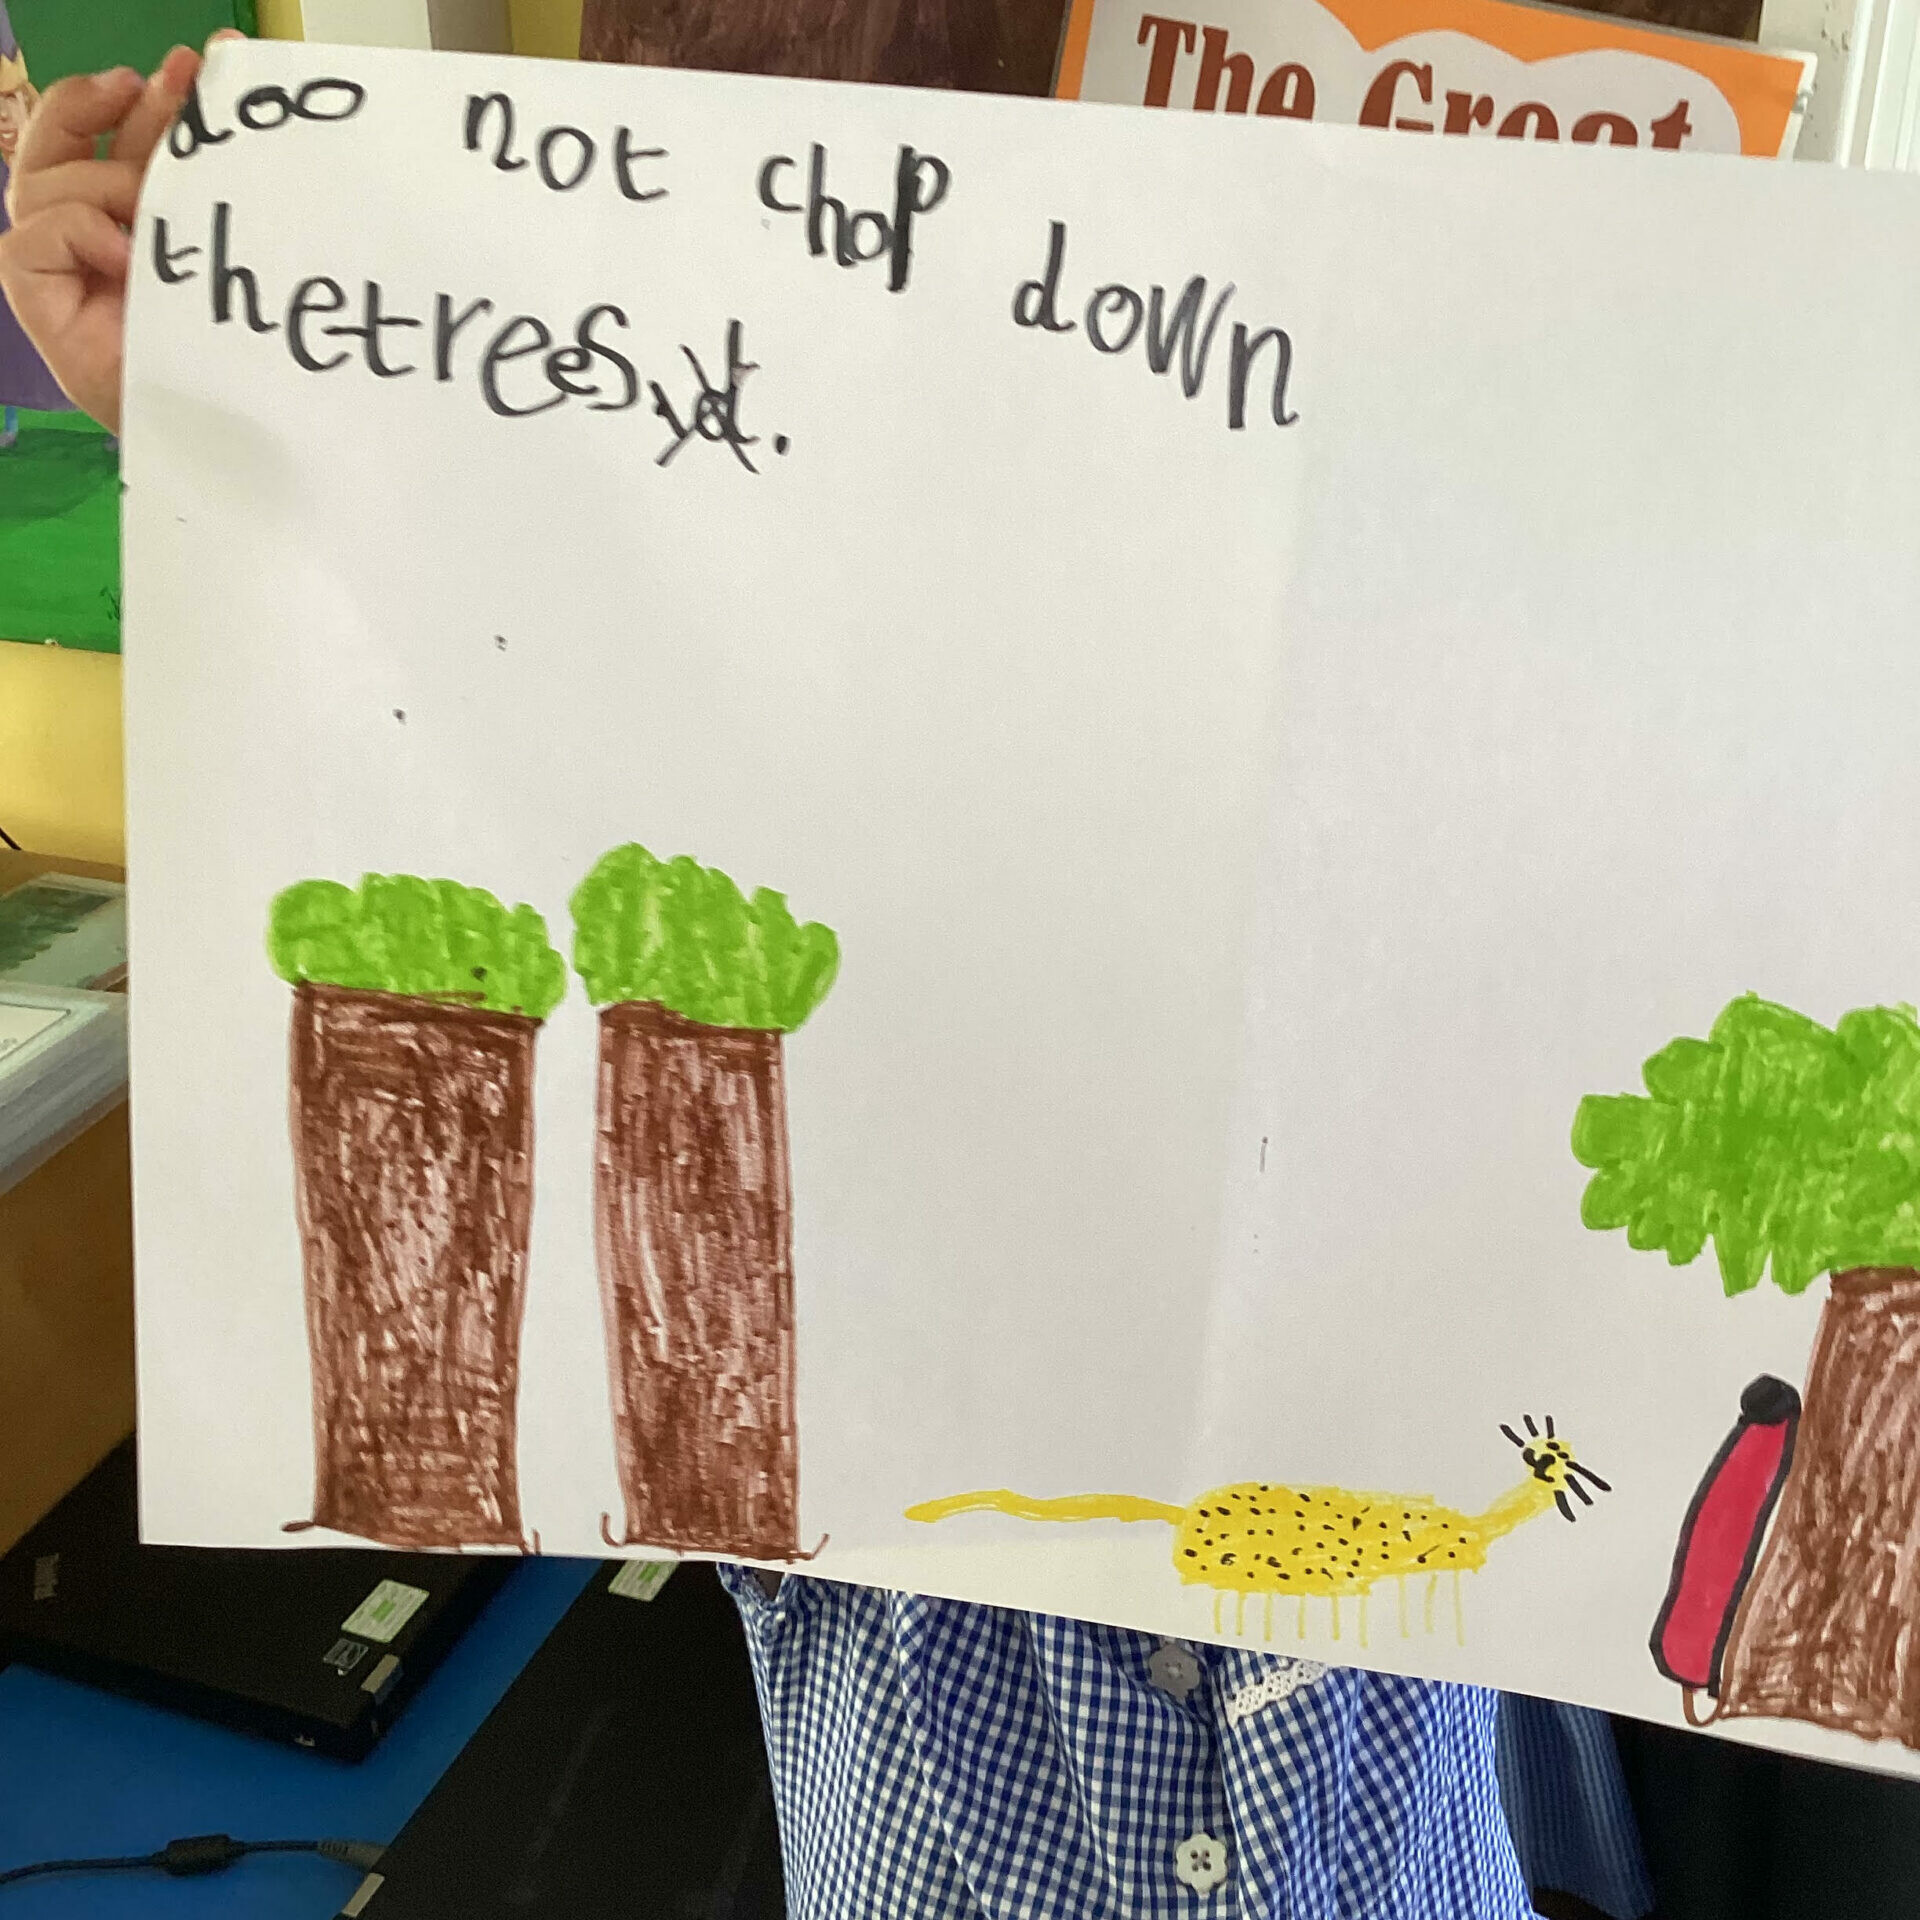 The Great
doo not chop down
thetrees.